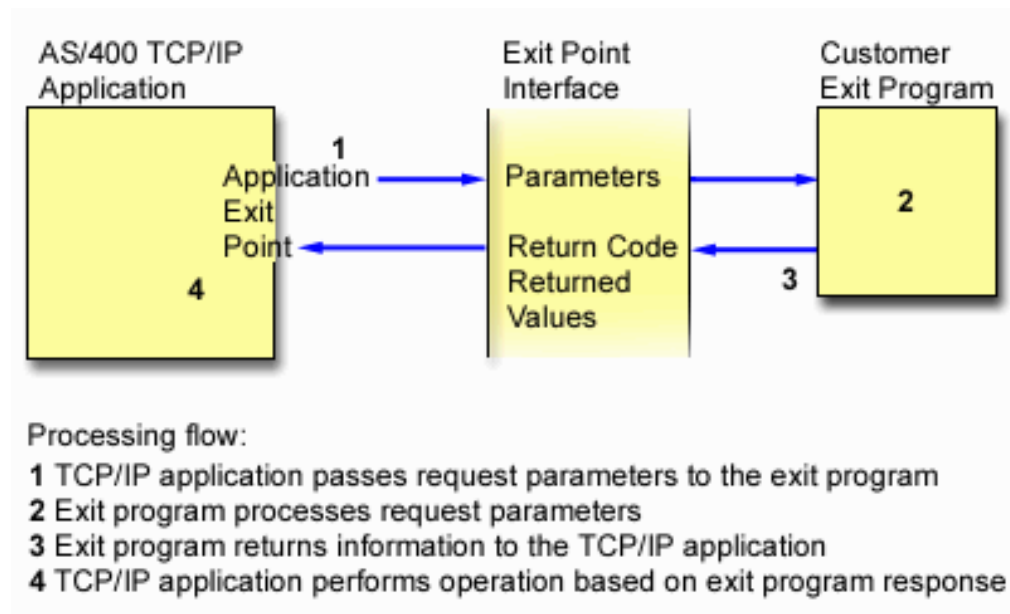 AS/400 TCP/IP
Application
Exit Point
Interface
Customer
Exit Program
1
Application
Exit
Point
4
Parameters
Return Code
Returned
Values
2
3
Processing flow:
1 TCP/IP application passes request parameters to the exit program
2 Exit program processes request parameters
3 Exit program returns information to the TCP/IP application
4 TCP/IP application performs operation based on exit program response